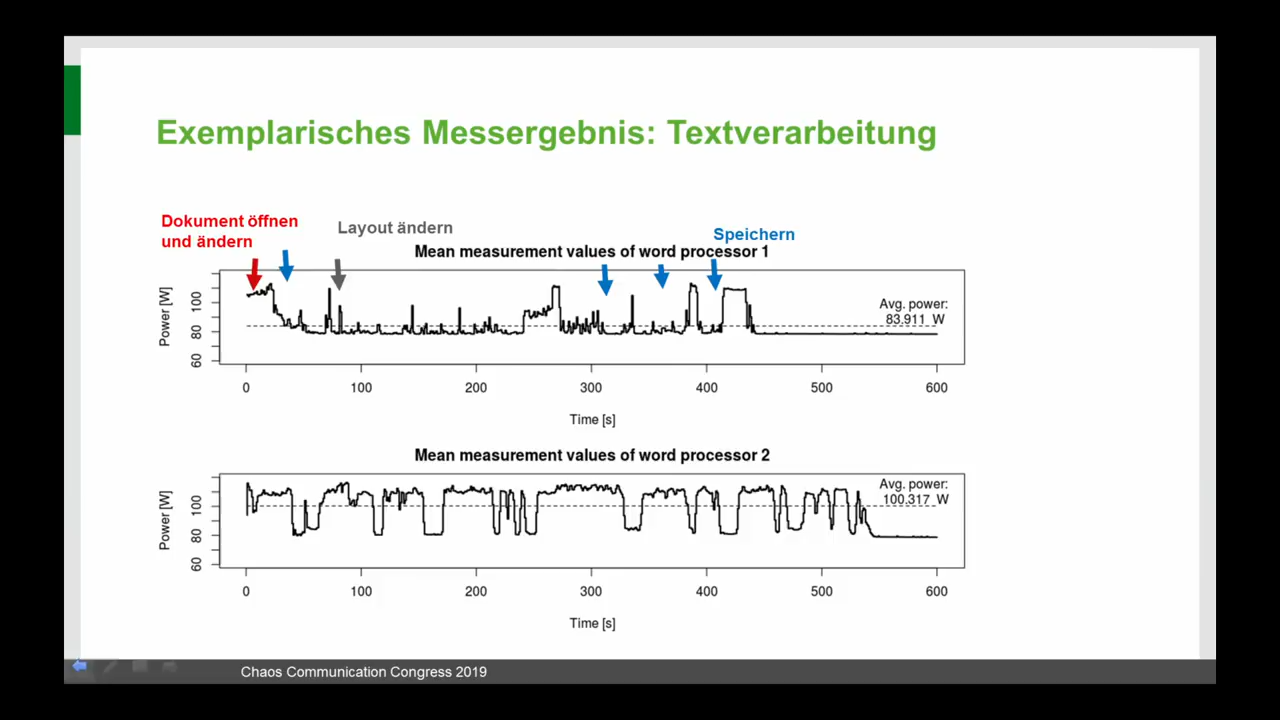 Exemplarisches Messergebnis: Textverarbeitung
Dokument öffnen
und ändern
Layout ändern
Speichern
Mean measurement values of word processor 1
Power [W]
100
80
60
Avg. power:
83.911 W
0 100 200 300 400 500 600
Time [s]
Mean measurement values of word processor 2
Power [W]
100
80
60
Avg. power:
100.317 W
0 100 200 300 400 500 600
Time [s]
Chaos Communication Congress 2019